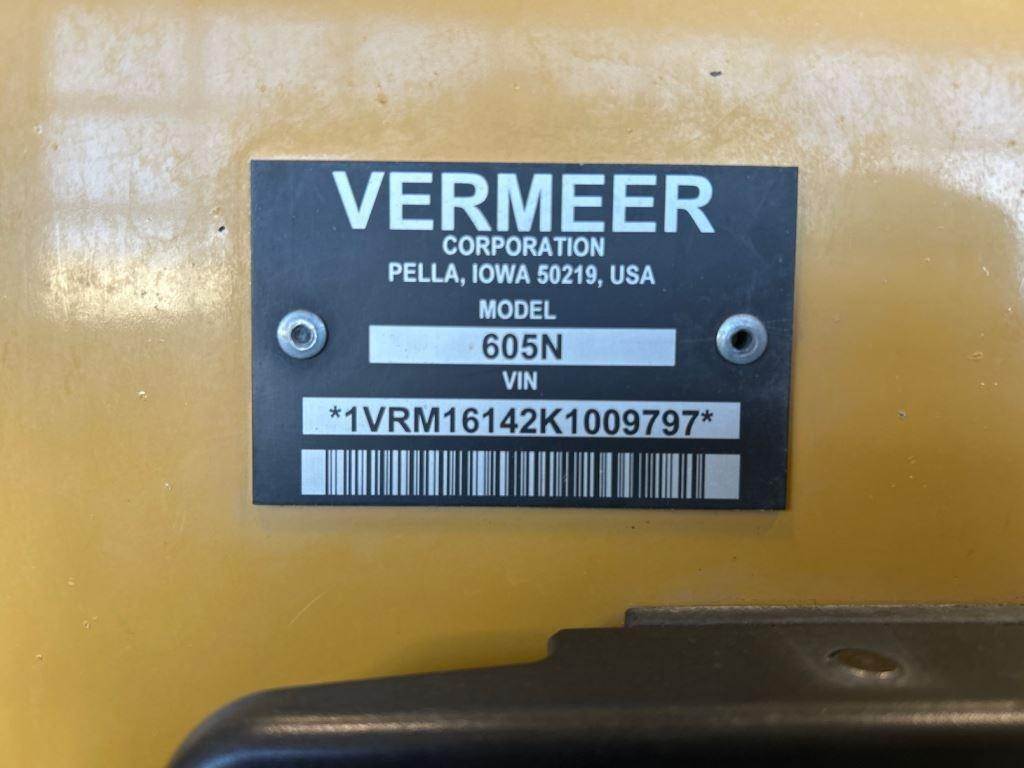 VERMEER
CORPORATION
PELLA, IOWA 50219, USA
MODEL
605N
VIN
*1VRM16142K1009797*